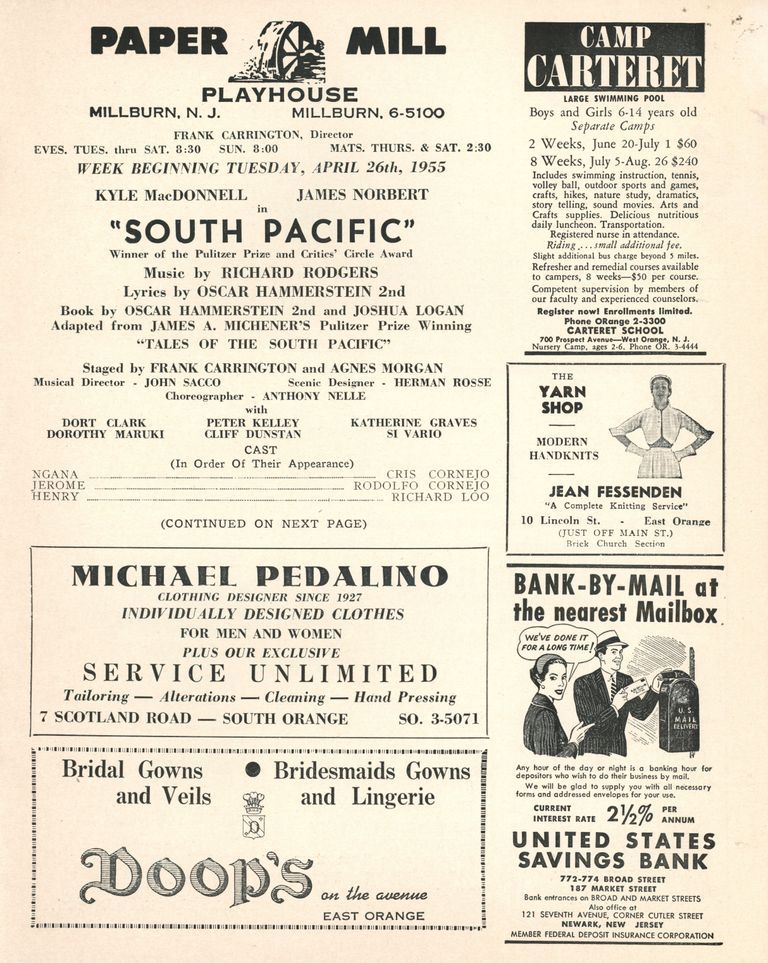 PAPER MILL
PLAYHOUSE
MILLBURN, N. J. MILLBURN, 6-5100
FRANK CARRINGTON, Director
EVES. TUES. thru SAT. 8:30 SUN. 8:00 MATS. THURS. & SAT. 2:30
WEEK BEGINNING TUESDAY, APRIL 26th, 1955
KYLE MacDONNELL JAMES NORBERT
in
"SOUTH PACIFIC"
Winner of the Pulitzer Prize and Critics' Circle Award
Music by RICHARD RODGERS
Lyrics by OSCAR HAMMERSTEIN 2nd
Book by OSCAR HAMMERSTEIN 2nd and JOSHUA LOGAN
Adapted from JAMES A. MICHENER'S Pulitzer Prize Winning
"TALES OF THE SOUTH PACIFIC"
Staged by FRANK CARRINGTON and AGNES MORGAN
Musical Director - JOHN SACCO Scenic Designer - HERMAN ROSSE
Choreographer - ANTHONY NELLE
with
DORT CLARK PETER KELLEY KATHERINE GRAVES
DOROTHY MARUKI CLIFF DUNSTAN SI VARIO
CAST
(In Order Of Their Appearance)
NGANA CRIS CORNEJO
JEROME RODOLFO CORNEJO
HENRY RICHARD LOO
(CONTINUED ON NEXT PAGE)
MICHAEL PEDALINO
CLOTHING DESIGNER SINCE 1927
INDIVIDUALLY DESIGNED CLOTHES
FOR MEN AND WOMEN
PLUS OUR EXCLUSIVE
SERVICE UNLIMITED
Tailoring — Alterations — Cleaning — Hand Pressing
7 SCOTLAND ROAD — SOUTH ORANGE SO. 3-5071
Bridal Gowns ● Bridesmaids Gowns
and Veils and Lingerie
D
Doop's on the avenue
EAST ORANGE
CAMP
CARTERET
LARGE SWIMMING POOL
Boys and Girls 6-14 years old
Separate Camps
2 Weeks, June 20-July 1 $60
8 Weeks, July 5-Aug. 26 $240
Includes swimming instruction, tennis,
volley ball, outdoor sports and games,
crafts, hikes, nature study, dramatics,
story telling, sound movies. Arts and
Crafts supplies. Delicious nutritious
daily luncheon. Transportation.
Registered nurse in attendance.
Riding . . . small additional fee.
Slight additional bus charge beyond 5 miles.
Refresher and remedial courses available
to campers, 8 weeks—$50 per course.
Competent supervision by members of
our faculty and experienced counselors.
Register now! Enrollments limited.
Phone ORange 2-3300
CARTERET SCHOOL
700 Prospect Avenue—West Orange, N. J.
Nursery Camp, ages 2-6. Phone OR. 3-4444
THE
YARN
SHOP
MODERN
HANDKNITS
JEAN FESSENDEN
"A Complete Knitting Service"
10 Lincoln St. - East Orange
(JUST OFF MAIN ST.)
Brick Church Section
BANK-BY-MAIL at
the nearest Mailbox
WE'VE DONE IT
FOR A LONG TIME!
U.S.
MAIL
DELIVERY
Any hour of the day or night is a banking hour for
depositors who wish to do their business by mail.
We will be glad to supply you with all necessary
forms and addressed envelopes for your use.
CURRENT
INTEREST RATE 2½% PER
ANNUM
UNITED STATES
SAVINGS BANK
772-774 BROAD STREET
187 MARKET STREET
Bank entrances on BROAD AND MARKET STREETS
Also office at
121 SEVENTH AVENUE, CORNER CUTLER STREET
NEWARK, NEW JERSEY
MEMBER FEDERAL DEPOSIT INSURANCE CORPORATION